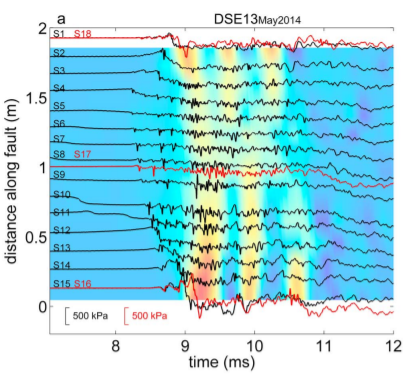 a DSE13May2014
2
S1 S18
S2
S3
S4
1.5
S5
S6
S7
S8 S17
1
S9
S10
S11
0.5
S12
S13
S14
S15 S16
0
500 kPa 500 kPa
8 9 10 11 12
time (ms)
distance along fault (m)